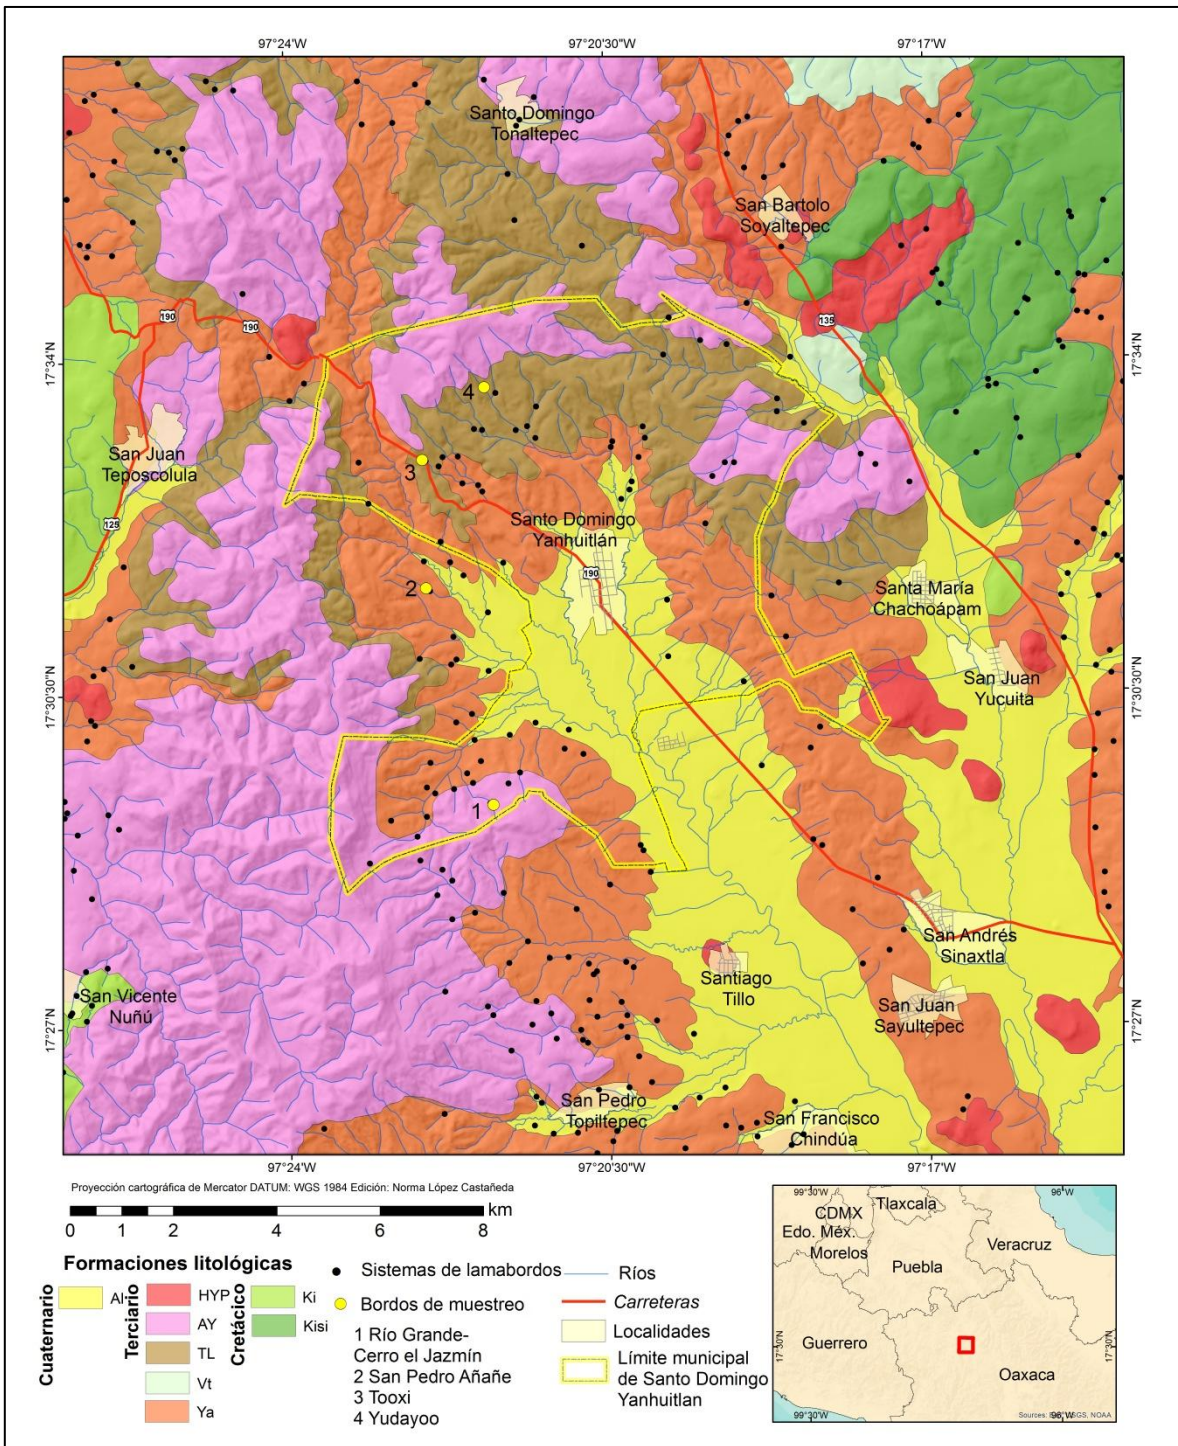 97°24'W
97°20'30"W
97°17'W
Santo Domingo
Tonaltepec
San Bartolo
Soyaltepec
190
190
135
17°34'N
17°34'N
4
San Juan
Teposcolula
3
125
Santo Domingo
Yanhuitlán
190
2
Santa María
Chachoápam
San Juan
Yucuita
17°30'30"N
17°30'30"N
1
San Andrés
Sinaxtla
Santiago
Tillo
San Vicente
Nuñú
San Juan
Sayultepec
17°27'N
17°27'N
San Pedro
Topiltepec
San Francisco
Chindúa
97°24'W
97°20'30"W
97°17'W
Proyección cartográfica de Mercator DATUM: WGS 1984 Edición: Norma López Castañeda
0 1 2 4 6 8 km
Formaciones litológicas
Cuaternario
Al
Terciario
HYP
AY
TL
Vt
Ya
Cretácico
Ki
Kisi
Sistemas de lamabordos
Bordos de muestreo
1 Río Grande-
Cerro el Jazmín
2 San Pedro Añañe
3 Tooxi
4 Yudayoo
Ríos
Carreteras
Localidades
Límite municipal
de Santo Domingo
Yanhuitlan
99°30'W
96°W
Tlaxcala
CDMX
Edo. Méx.
Morelos
Veracruz
Puebla
Guerrero
Oaxaca
17°30'N
17°30'N
99°30'W
96°W
Sources: USGS, NOAA